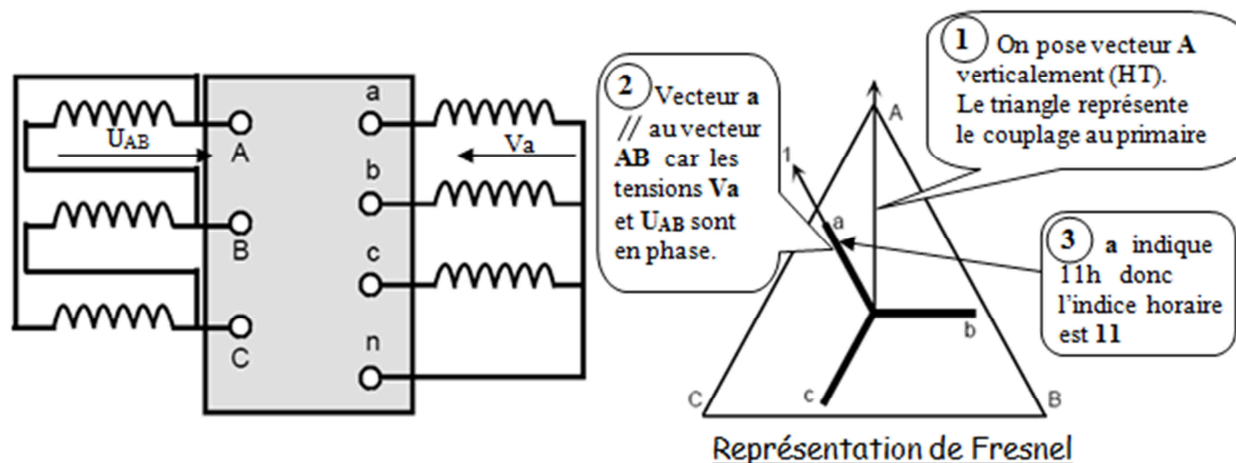 U_AB
A
B
C
a
b
c
n
Va
2 Vecteur a
// au vecteur
AB car les
tensions Va
et U_AB sont
en phase.
1 On pose vecteur A
verticalement (HT).
Le triangle représente
le couplage au primaire
A
1
a
b
c
C
B
3 a indique
11h donc
l'indice horaire
est 11
Représentation de Fresnel